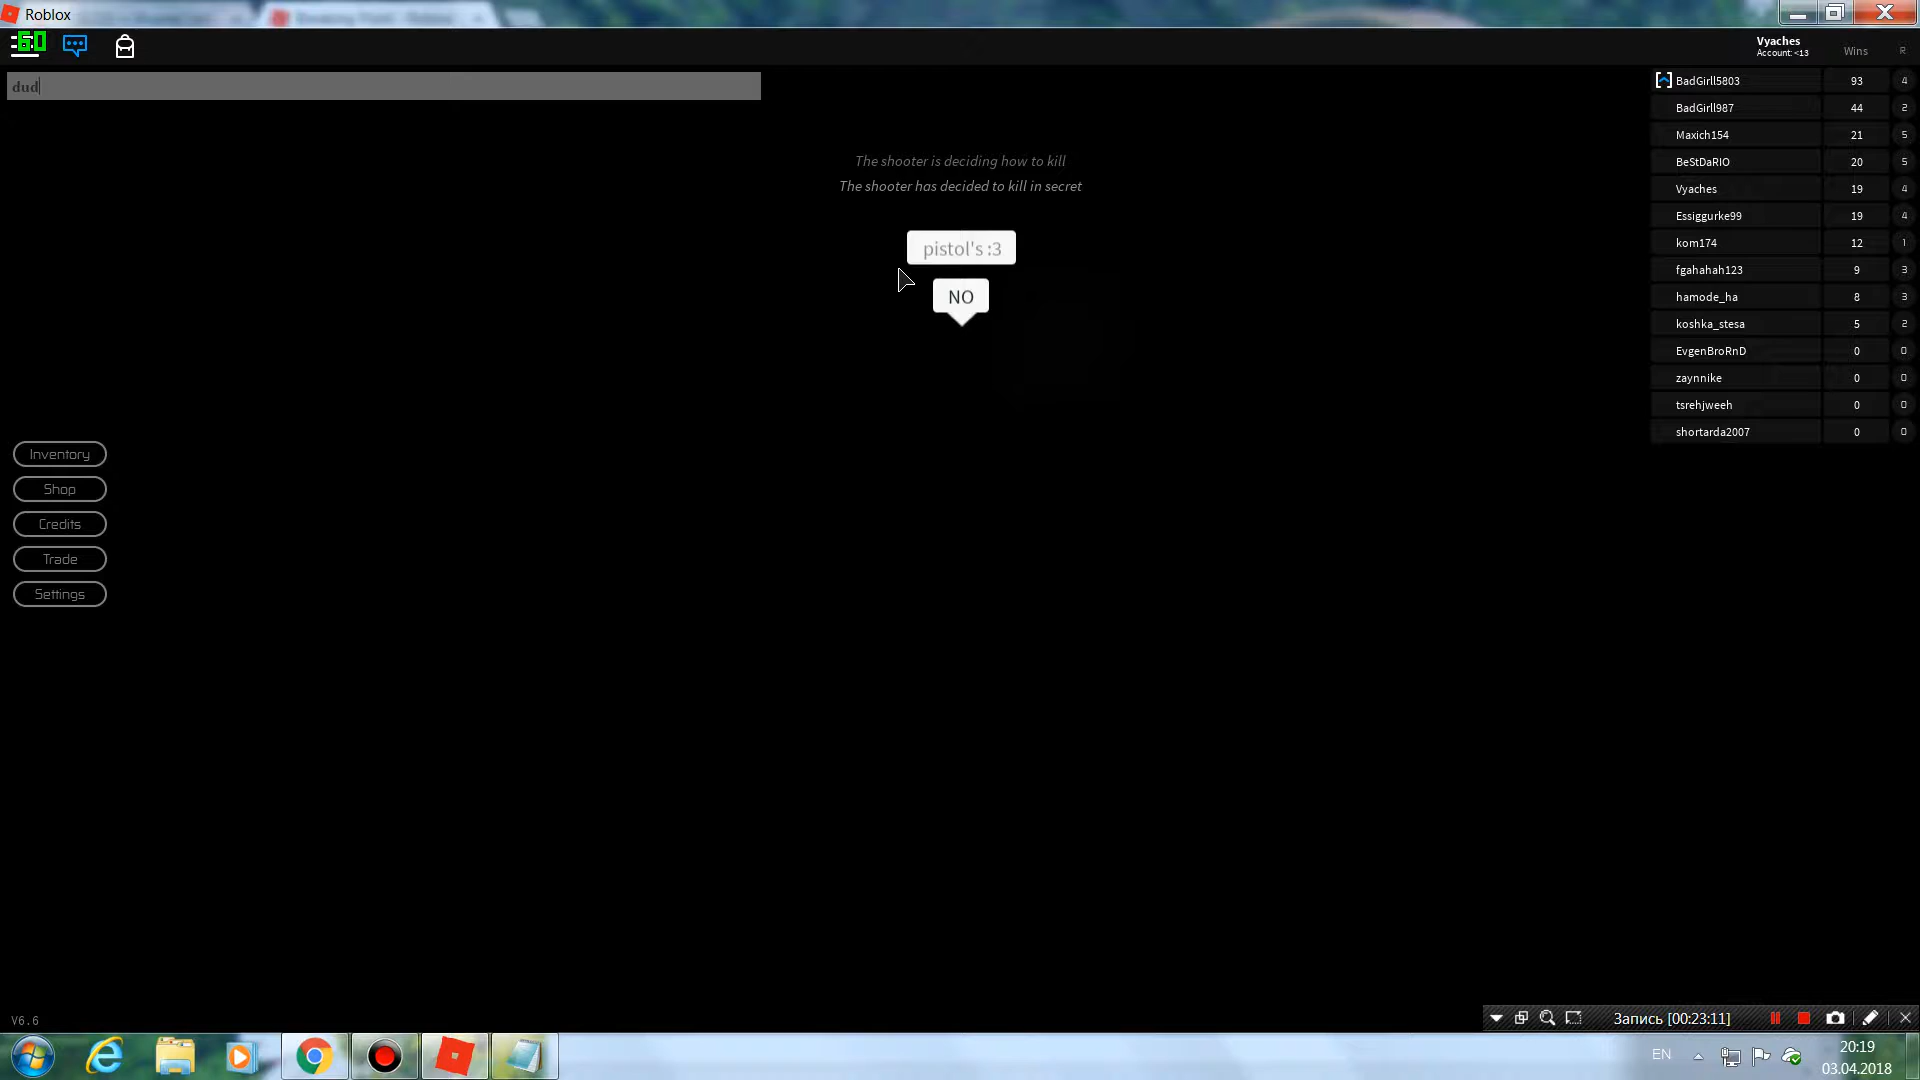 Roblox
60
Vyaches
Account: <13
Wins
R
dud
BadGirll5803 93 4
BadGirll987 44 2
Maxich154 21 5
BeStDaRIO 20 5
Vyaches 19 4
Essiggurke99 19 4
kom174 12 1
fgahahah123 9 3
hamode_ha 8 3
koshka_stesa 5 2
EvgenBroRnD 0 0
zaynnike 0 0
tsrehjweeh 0 0
shortarda2007 0 0
The shooter is deciding how to kill
The shooter has decided to kill in secret
pistol's :3
NO
Inventory
Shop
Credits
Trade
Settings
V6.6
Запись [00:23:11]
EN
20:19
03.04.2018